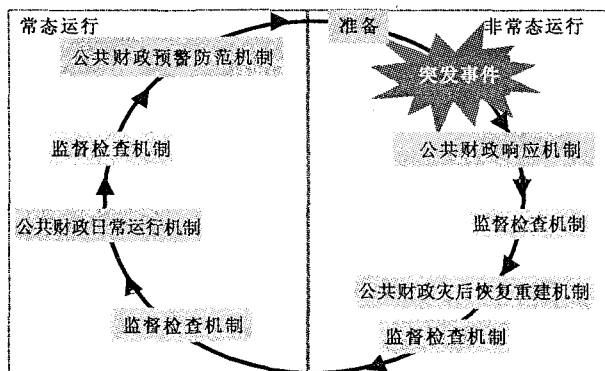 常态运行
准备
非常态运行
公共财政预警防范机制
突发事件
监督检查机制
公共财政响应机制
公共财政日常运行机制
监督检查机制
公共财政灾后恢复重建机制
监督检查机制
监督检查机制